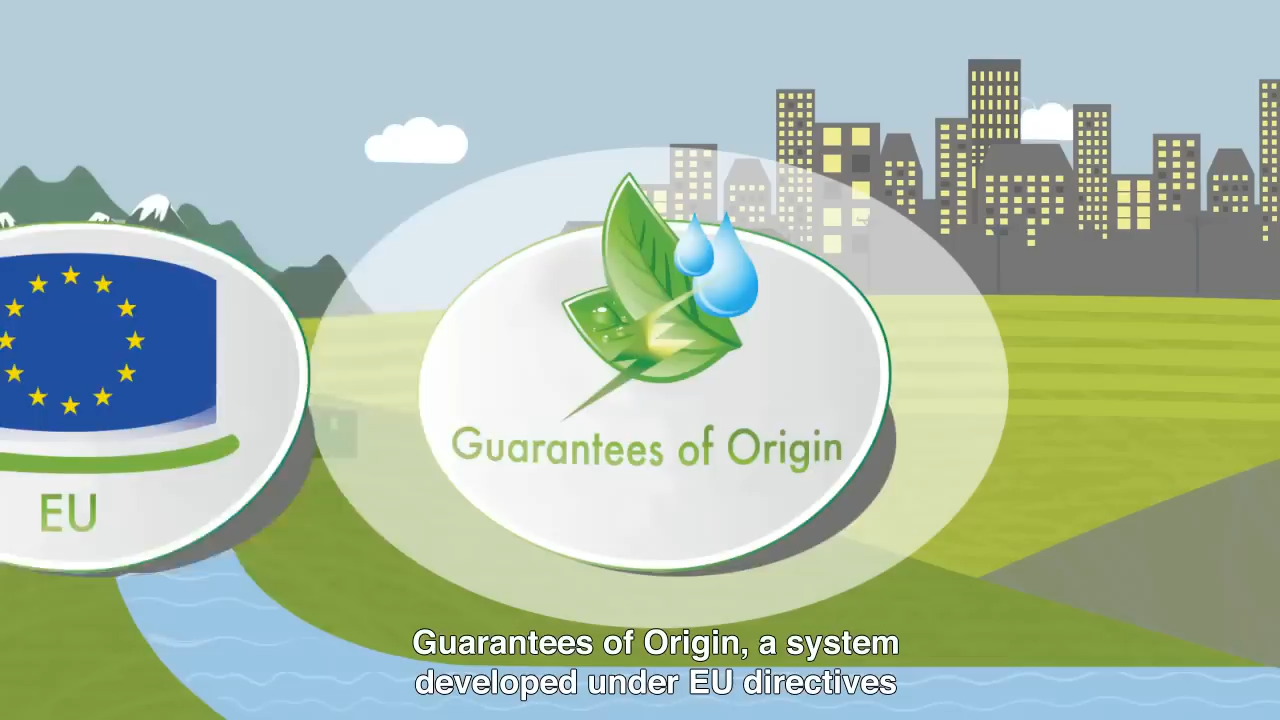 EU
Guarantees of Origin
Guarantees of Origin, a system
developed under EU directives